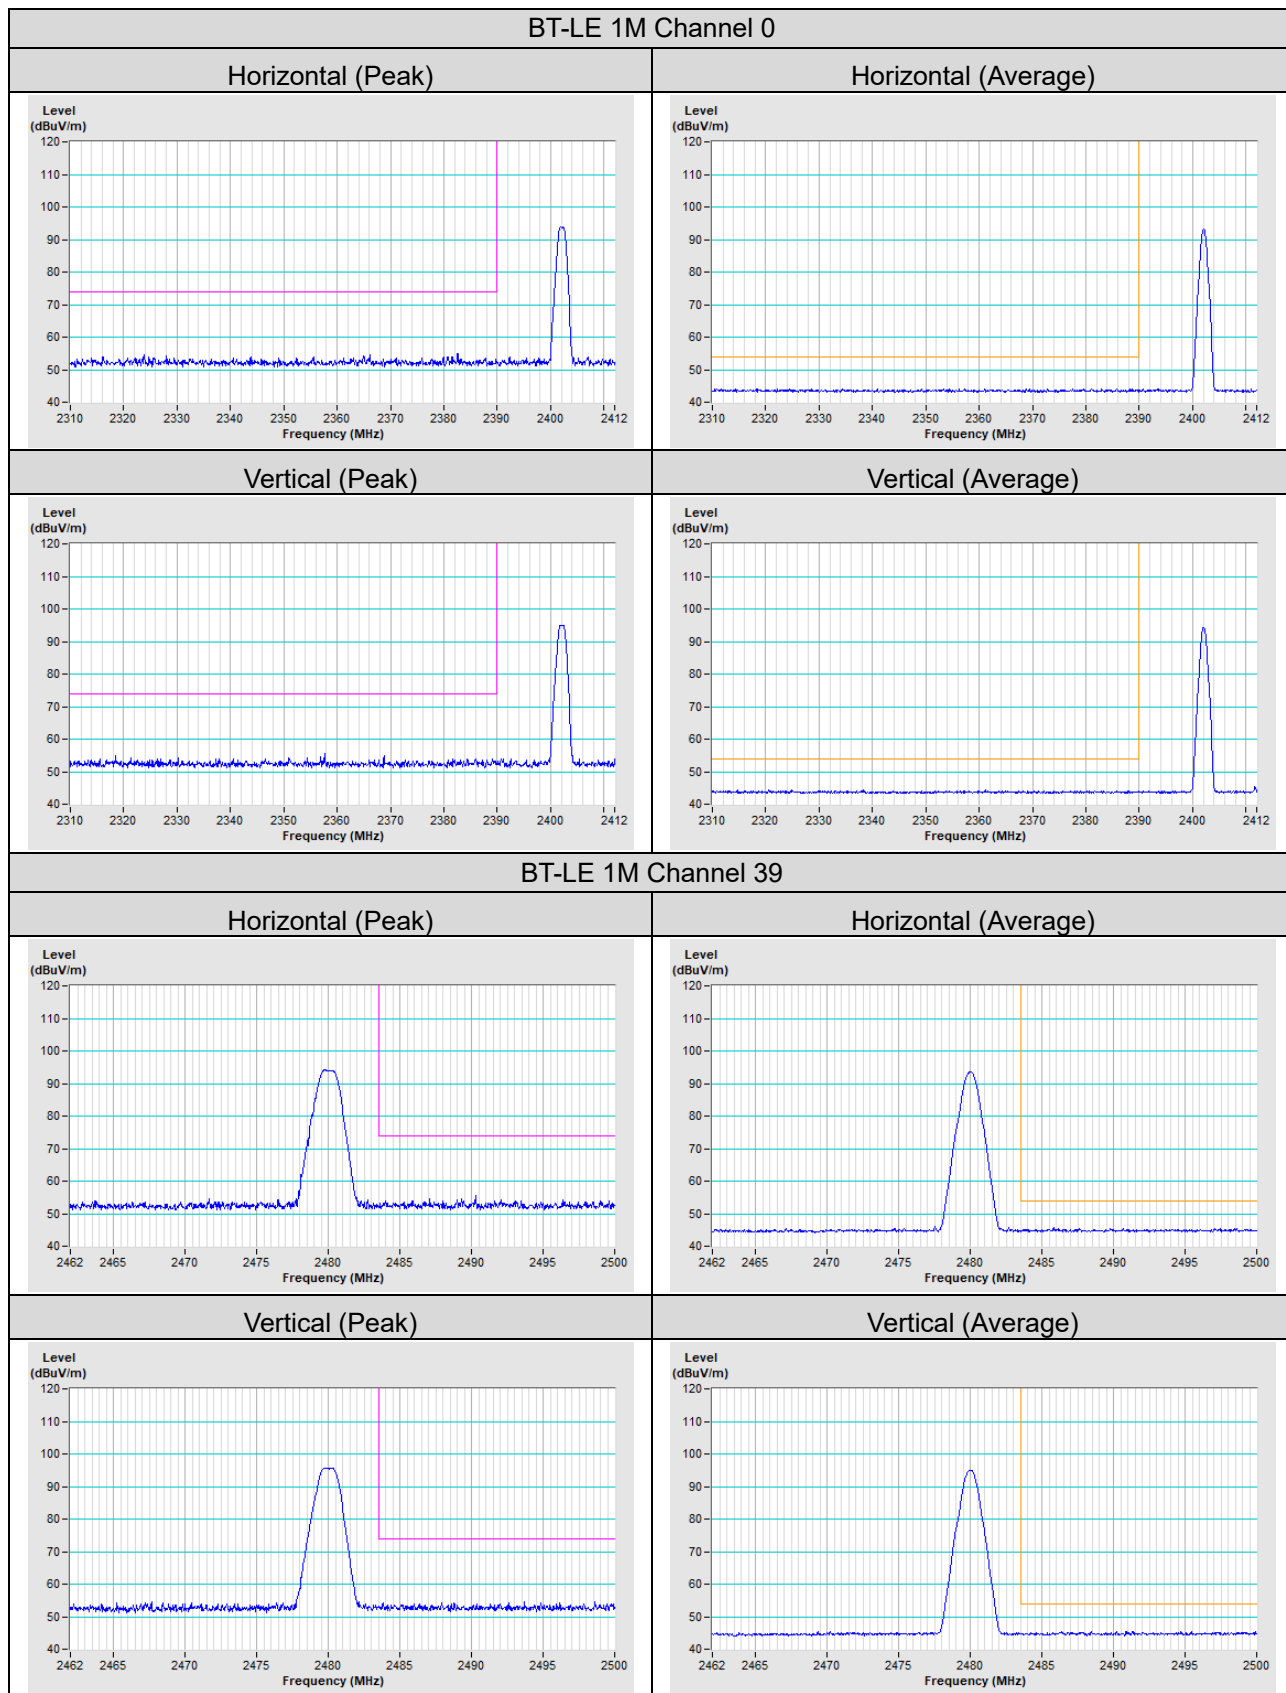 BT-LE 1M Channel 0
Horizontal (Peak)
Horizontal (Average)
Level
(dBuV/m)
120
110
100
90
80
70
60
50
40
2310 2320 2330 2340 2350 2360 2370 2380 2390 2400 2412
Frequency (MHz)
Level
(dBuV/m)
120
110
100
90
80
70
60
50
40
2310 2320 2330 2340 2350 2360 2370 2380 2390 2400 2412
Frequency (MHz)
Vertical (Peak)
Vertical (Average)
Level
(dBuV/m)
120
110
100
90
80
70
60
50
40
2310 2320 2330 2340 2350 2360 2370 2380 2390 2400 2412
Frequency (MHz)
Level
(dBuV/m)
120
110
100
90
80
70
60
50
40
2310 2320 2330 2340 2350 2360 2370 2380 2390 2400 2412
Frequency (MHz)
BT-LE 1M Channel 39
Horizontal (Peak)
Horizontal (Average)
Level
(dBuV/m)
120
110
100
90
80
70
60
50
40
2462 2465 2470 2475 2480 2485 2490 2495 2500
Frequency (MHz)
Level
(dBuV/m)
120
110
100
90
80
70
60
50
40
2462 2465 2470 2475 2480 2485 2490 2495 2500
Frequency (MHz)
Vertical (Peak)
Vertical (Average)
Level
(dBuV/m)
120
110
100
90
80
70
60
50
40
2462 2465 2470 2475 2480 2485 2490 2495 2500
Frequency (MHz)
Level
(dBuV/m)
120
110
100
90
80
70
60
50
40
2462 2465 2470 2475 2480 2485 2490 2495 2500
Frequency (MHz)